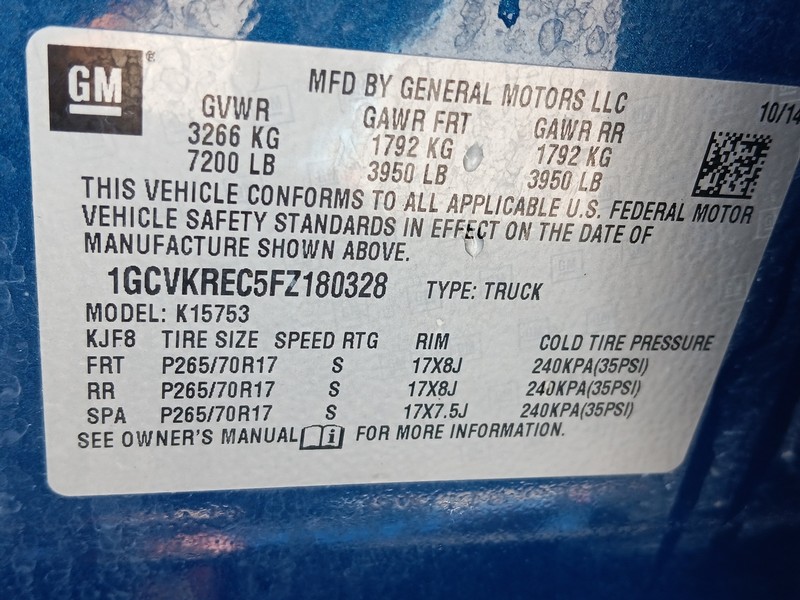 GM ®
MFD BY GENERAL MOTORS LLC
10/14
GVWR GAWR FRT GAWR RR
3266 KG 1792 KG 1792 KG
7200 LB 3950 LB 3950 LB
THIS VEHICLE CONFORMS TO ALL APPLICABLE U.S. FEDERAL MOTOR
VEHICLE SAFETY STANDARDS IN EFFECT ON THE DATE OF
MANUFACTURE SHOWN ABOVE.
1GCVKREC5FZ180328 TYPE: TRUCK
MODEL: K15753
KJF8 TIRE SIZE SPEED RTG RIM COLD TIRE PRESSURE
FRT P265/70R17 S 17X8J 240KPA(35PSI)
RR P265/70R17 S 17X8J 240KPA(35PSI)
SPA P265/70R17 S 17X7.5J 240KPA(35PSI)
SEE OWNER'S MANUAL i FOR MORE INFORMATION.